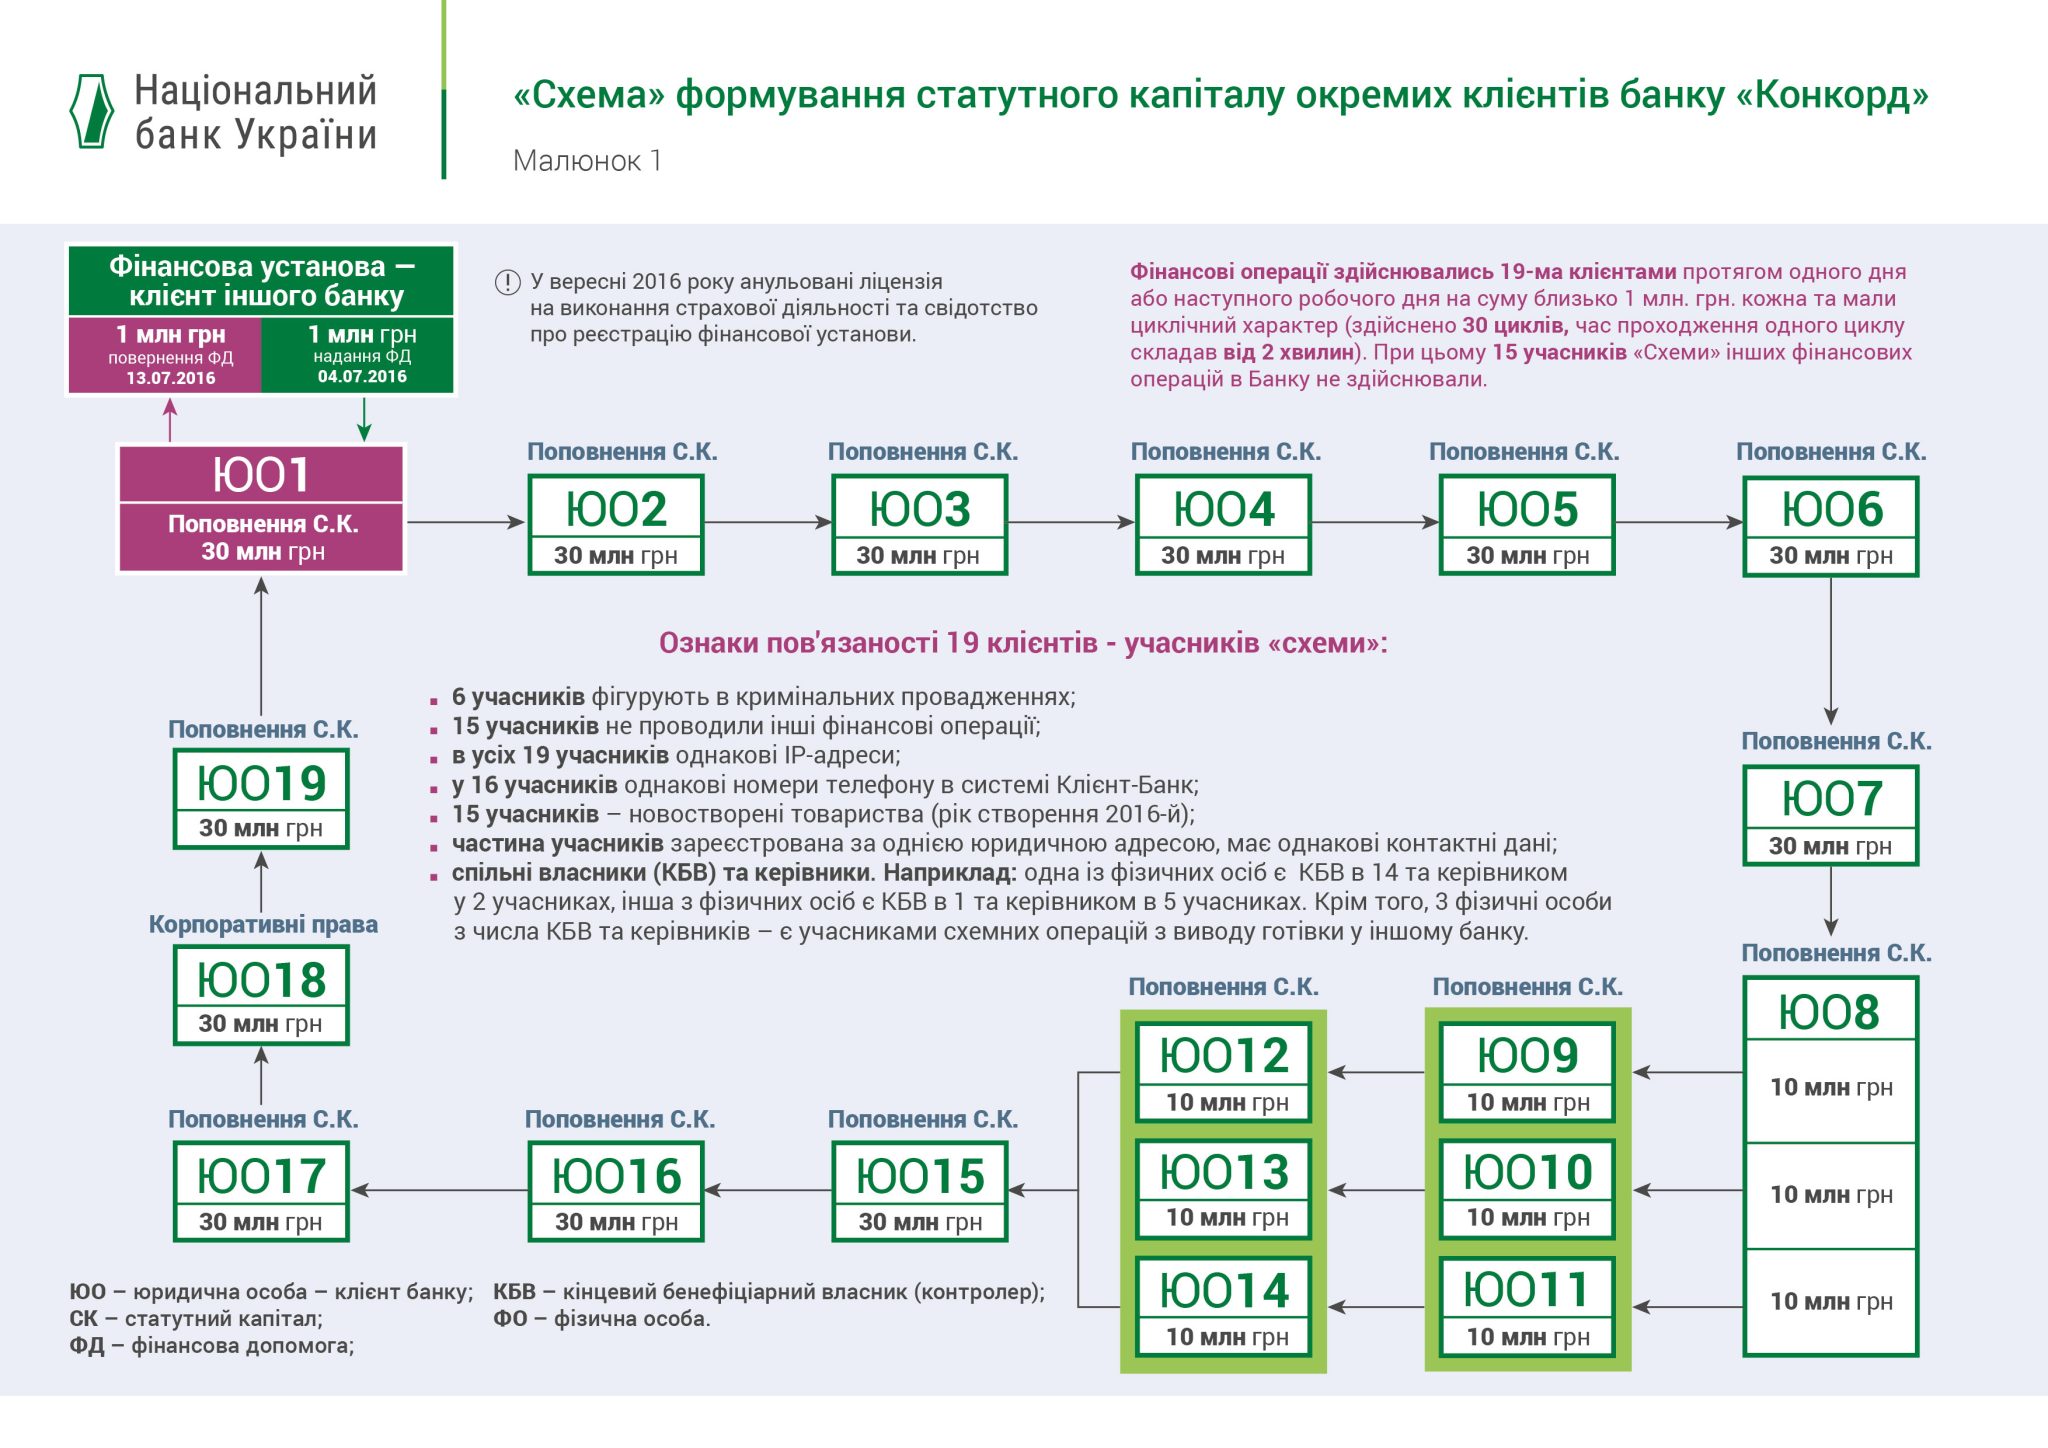 Національний
банк України
«Схема» формування статутного капіталу окремих клієнтів банку «Конкорд»
Малюнок 1
Фінансова установа —
клієнт іншого банку
1 млн грн
повернення ФД
13.07.2016
1 млн грн
надання ФД
04.07.2016
! У вересні 2016 року анульовані ліцензія
на виконання страхової діяльності та свідотство
про реєстрацію фінансової установи.
Фінансові операції здійснювались 19-ма клієнтами протягом одного дня
або наступного робочого дня на суму близько 1 млн. грн. кожна та мали
циклічний характер (здійснено 30 циклів, час проходження одного циклу
складав від 2 хвилин). При цьому 15 учасників «Схеми» інших фінансових
операцій в Банку не здійснювали.
ЮО1
Поповнення С.К.
30 млн грн
Поповнення С.К.
ЮО2
30 млн грн
Поповнення С.К.
ЮО3
30 млн грн
Поповнення С.К.
ЮО4
30 млн грн
Поповнення С.К.
ЮО5
30 млн грн
Поповнення С.К.
ЮО6
30 млн грн
Ознаки пов'язаності 19 клієнтів - учасників «схеми»:
6 учасників фігурують в кримінальних провадженнях;
15 учасників не проводили інші фінансові операції;
в усіх 19 учасників однакові IP-адреси;
у 16 учасників однакові номери телефону в системі Клієнт-Банк;
15 учасників – новостворені товариства (рік створення 2016-й);
частина учасників зареєстрована за однією юридичною адресою, має однакові контактні дані;
спільні власники (КБВ) та керівники. Наприклад: одна із фізичних осіб є КБВ в 14 та керівником
у 2 учасниках, інша з фізичних осіб є КБВ в 1 та керівником в 5 учасниках. Крім того, 3 фізичні особи
з числа КБВ та керівників – є учасниками схемних операцій з виводу готівки у іншому банку.
Поповнення С.К.
ЮО7
30 млн грн
Поповнення С.К.
ЮО8
10 млн грн
10 млн грн
10 млн грн
Поповнення С.К.
ЮО9
10 млн грн
ЮО10
10 млн грн
ЮО11
10 млн грн
Поповнення С.К.
ЮО12
10 млн грн
ЮО13
10 млн грн
ЮО14
10 млн грн
Поповнення С.К.
ЮО15
30 млн грн
Поповнення С.К.
ЮО16
30 млн грн
Поповнення С.К.
ЮО17
30 млн грн
Корпоративні права
ЮО18
30 млн грн
Поповнення С.К.
ЮО19
30 млн грн
ЮО – юридична особа – клієнт банку;
СК – статутний капітал;
ФД – фінансова допомога;
КБВ – кінцевий бенефіціарний власник (контролер);
ФО – фізична особа.